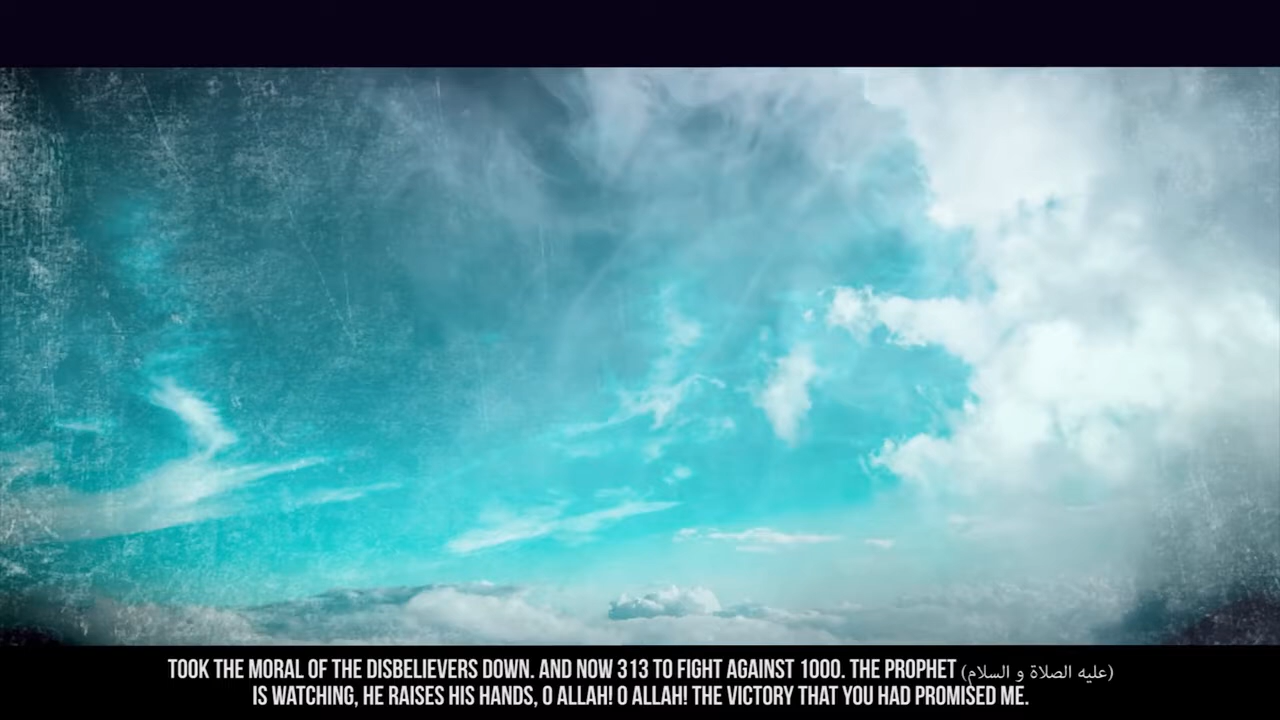 TOOK THE MORAL OF THE DISBELIEVERS DOWN. AND NOW 313 TO FIGHT AGAINST 1000. THE PROPHET (عليه الصلاة و السلام)
IS WATCHING, HE RAISES HIS HANDS, O ALLAH! O ALLAH! THE VICTORY THAT YOU HAD PROMISED ME.